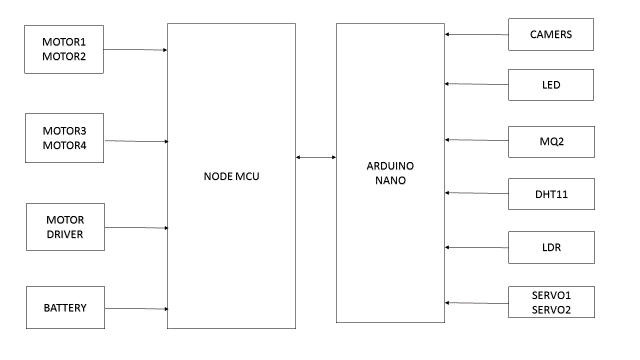 MOTOR1
MOTOR2
MOTOR3
MOTOR4
MOTOR
DRIVER
BATTERY
NODE MCU
ARDUINO
NANO
CAMERS
LED
MQ2
DHT11
LDR
SERVO1
SERVO2